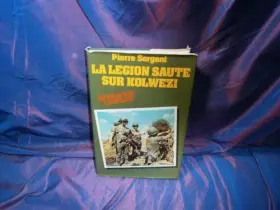 Pierre Sergent
LA LEGION SAUTE
SUR KOLWEZI